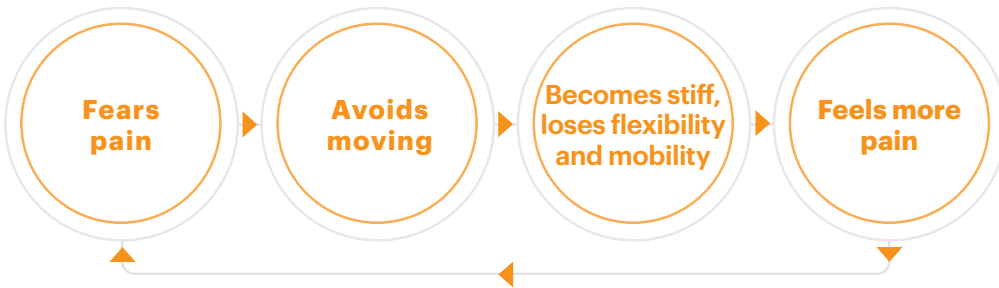 Fears
pain
Avoids
moving
Becomes stiff,
loses flexibility
and mobility
Feels more
pain